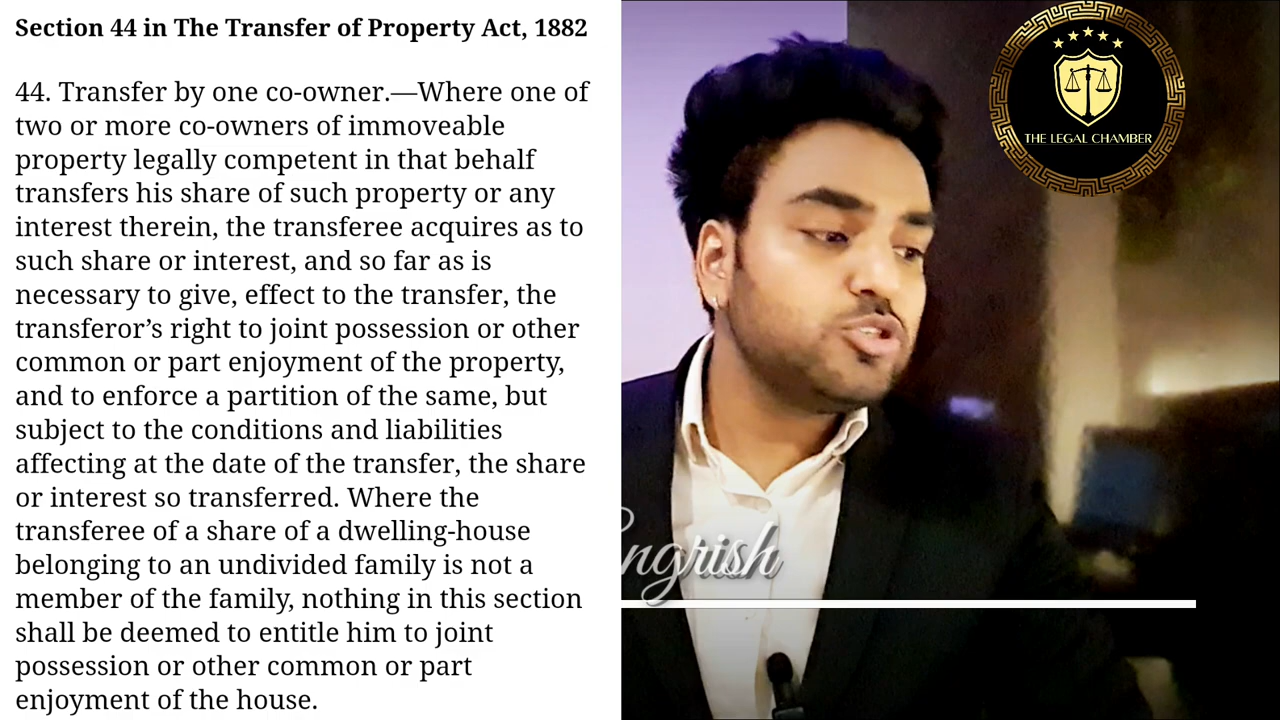 Section 44 in The Transfer of Property Act, 1882
44. Transfer by one co-owner.—Where one of
two or more co-owners of immoveable
property legally competent in that behalf
transfers his share of such property or any
interest therein, the transferee acquires as to
such share or interest, and so far as is
necessary to give, effect to the transfer, the
transferor’s right to joint possession or other
common or part enjoyment of the property,
and to enforce a partition of the same, but
subject to the conditions and liabilities
affecting at the date of the transfer, the share
or interest so transferred. Where the
transferee of a share of a dwelling-house
belonging to an undivided family is not a
member of the family, nothing in this section
shall be deemed to entitle him to joint
possession or other common or part
enjoyment of the house.
THE LEGAL CHAMBER